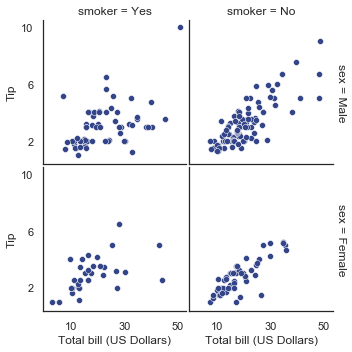 smoker = Yes
smoker = No
10
6
2
Tip
sex = Male
10
6
2
Tip
sex = Female
10
30
50
10
30
50
Total bill (US Dollars)
Total bill (US Dollars)